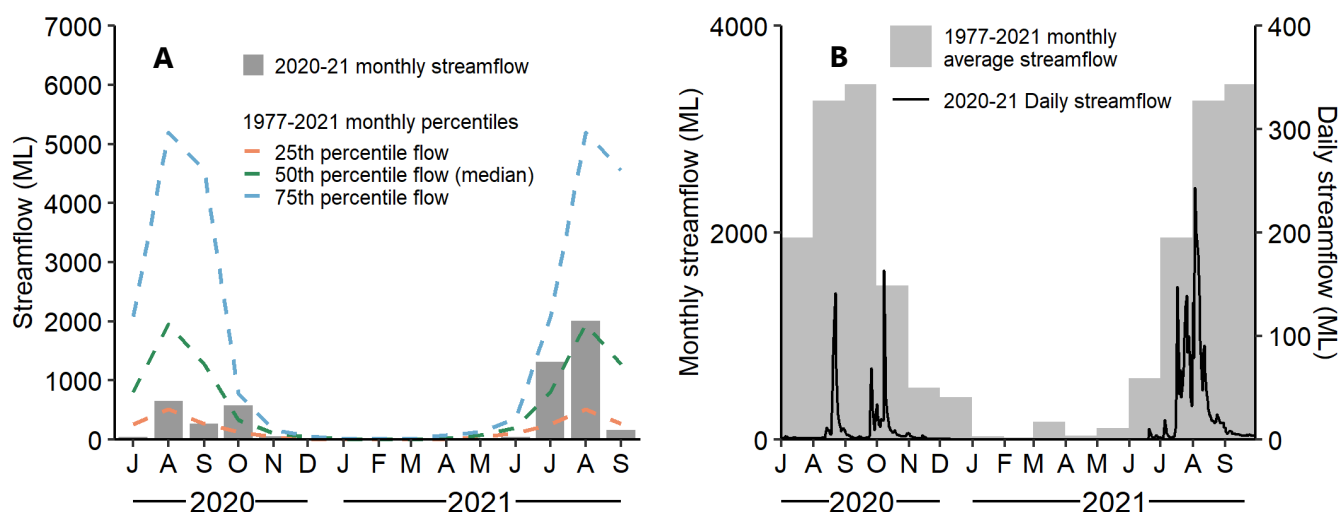 A
7000
6000
5000
4000
3000
2000
1000
0
Streamflow (ML)
2020-21 monthly streamflow
1977-2021 monthly percentiles
25th percentile flow
50th percentile flow (median)
75th percentile flow
J A S O N D J F M A M J J A S
2020 2021
B
4000
2000
0
Monthly streamflow (ML)
1977-2021 monthly
average streamflow
2020-21 Daily streamflow
400
300
200
100
0
Daily streamflow (ML)
J A S O N D J F M A M J J A S
2020 2021